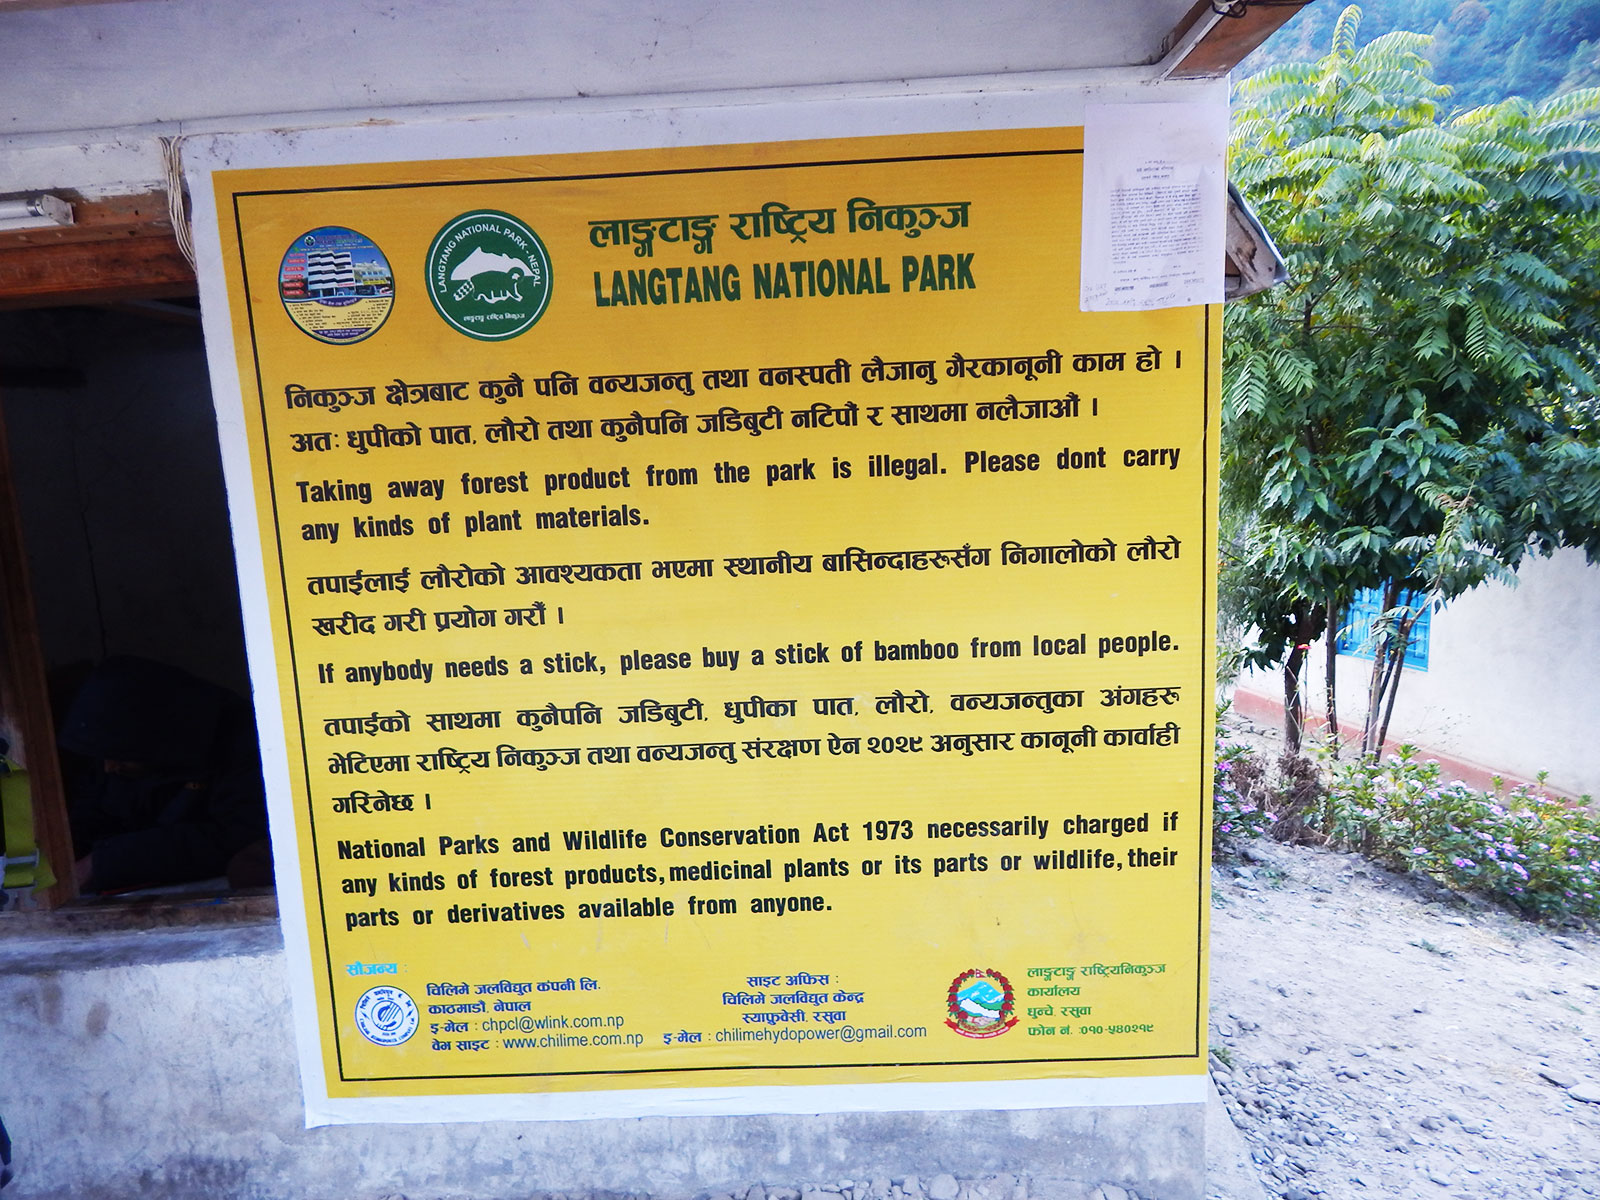 LANGTANG NATIONAL PARK - NEPAL
लाङ्गटाङ्ग राष्ट्रिय निकुञ्ज
लाङ्गटाङ्ग राष्ट्रिय निकुञ्ज
LANGTANG NATIONAL PARK
निकुञ्ज क्षेत्रबाट कुनै पनि वन्यजन्तु तथा वनस्पती लैजानु गैरकानूनी काम हो ।
अतः धुपीको पात, लौरो तथा कुनैपनि जडिबुटी नटिपौं र साथमा नलैजाऔं ।
Taking away forest product from the park is illegal. Please dont carry
any kinds of plant materials.
तपाईलाई लौरोको आवश्यकता भएमा स्थानीय बासिन्दाहरुसँग निगालोको लौरो
खरीद गरी प्रयोग गरौँ ।
If anybody needs a stick, please buy a stick of bamboo from local people.
तपाईको साथमा कुनैपनि जडिबुटी, धुपीका पात, लौरो, वन्यजन्तुका अंगहरु
भेटिएमा राष्ट्रिय निकुञ्ज तथा वन्यजन्तु संरक्षण ऐन २०२९ अनुसार कानूनी कार्वाही
गरिनेछ ।
National Parks and Wildlife Conservation Act 1973 necessarily charged if
any kinds of forest products, medicinal plants or its parts or wildlife, their
parts or derivatives available from anyone.
सौजन्य :
चिलिमे जलविद्युत कंपनी लि.
काठमाडौं, नेपाल
इ-मेल : chpcl@wlink.com.np
वेभ साइट : www.chilime.com.np
साइट अफिस :
चिलिमे जलविद्युत केन्द्र
स्याफ्रुवेसी, रसुवा
इ-मेल : chilimehydopower@gmail.com
लाङ्गटाङ्ग राष्ट्रियनिकुञ्ज
कार्यालय
धुन्चे, रसुवा
फोन नं. :०१०-५४०२१९